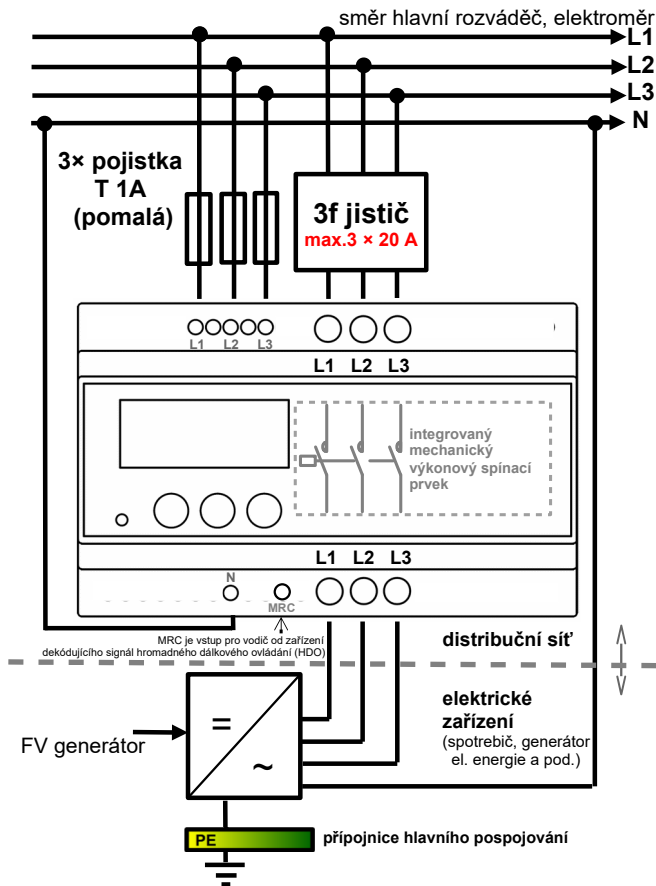 směr hlavní rozváděč, elektroměr
L1
L2
L3
N
3× pojistka
T 1A
(pomalá)
3f jistič
max.3 × 20 A
L1 L2 L3
L1 L2 L3
integrovaný
mechanický
výkonový spínací
prvek
L1 L2 L3
N
MRC
MRC je vstup pro vodič od zařízení
dekódujícího signál hromadného dálkového ovládání (HDO)
distribuční síť
elektrické
zařízení
(spotrebič, generátor
el. energie a pod.)
FV generátor
=
~
PE
přípojnice hlavního pospojování